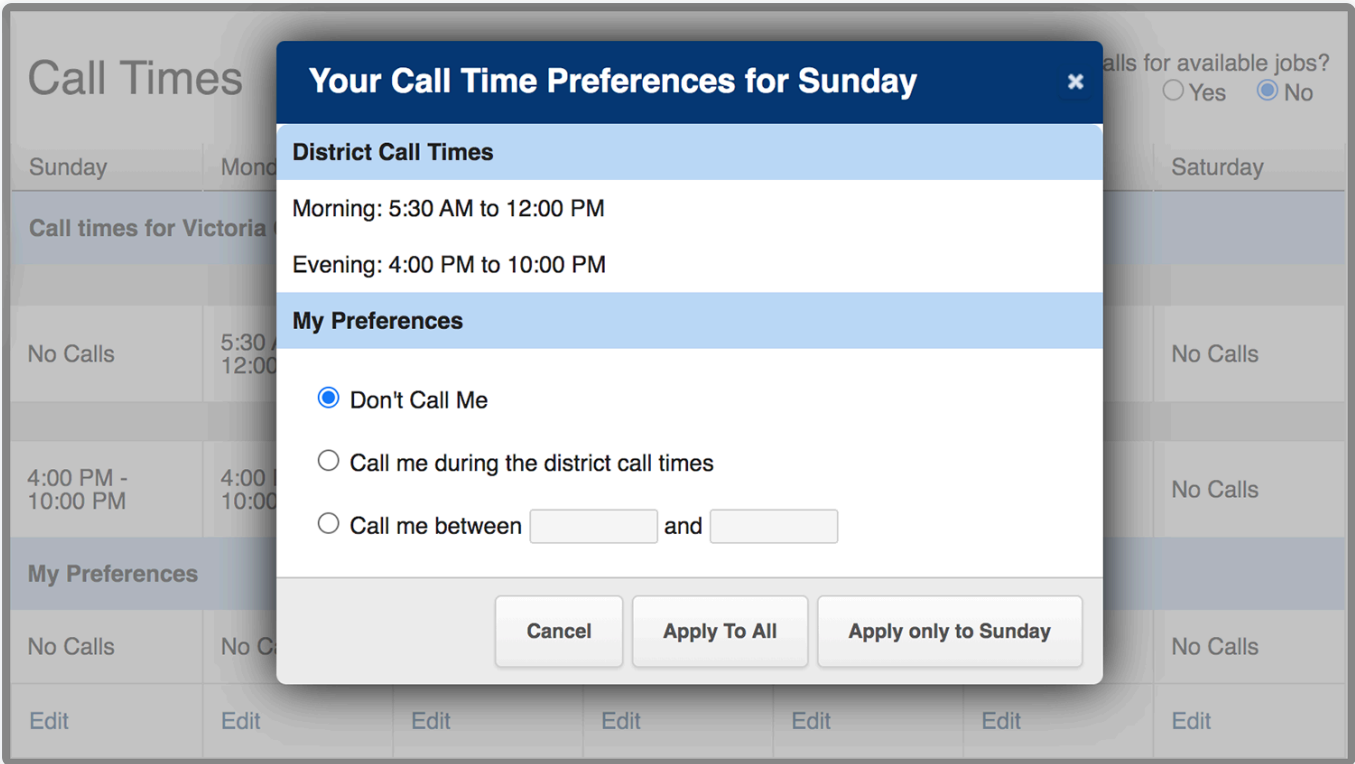 Call Times
alls for available jobs?
Yes No
Your Call Time Preferences for Sunday
×
Sunday Mond Saturday
Call times for Victoria
No Calls 5:30 No Calls
12:00
4:00 PM - 4:00 No Calls
10:00 PM 10:00
My Preferences
No Calls No C No Calls
Edit Edit Edit Edit Edit Edit Edit
District Call Times
Morning: 5:30 AM to 12:00 PM
Evening: 4:00 PM to 10:00 PM
My Preferences
Don't Call Me
Call me during the district call times
Call me between and
Cancel Apply To All Apply only to Sunday